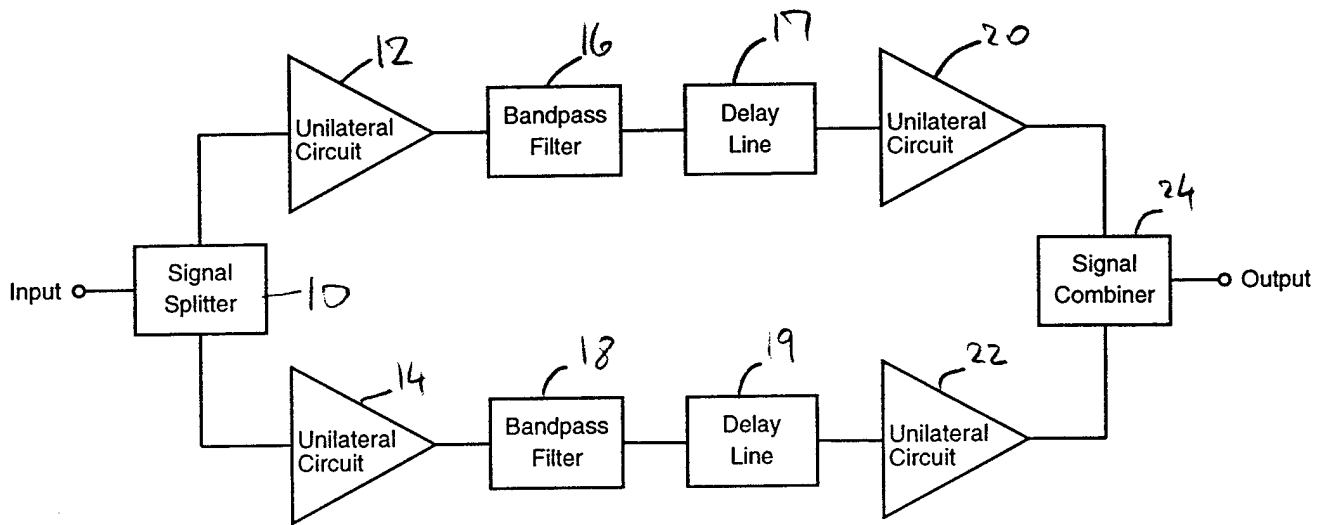 12
16
17
20
Unilateral
Circuit
Bandpass
Filter
Delay
Line
Unilateral
Circuit
24
Input
Signal
Splitter
10
Signal
Combiner
Output
14
18
19
22
Unilateral
Circuit
Bandpass
Filter
Delay
Line
Unilateral
Circuit